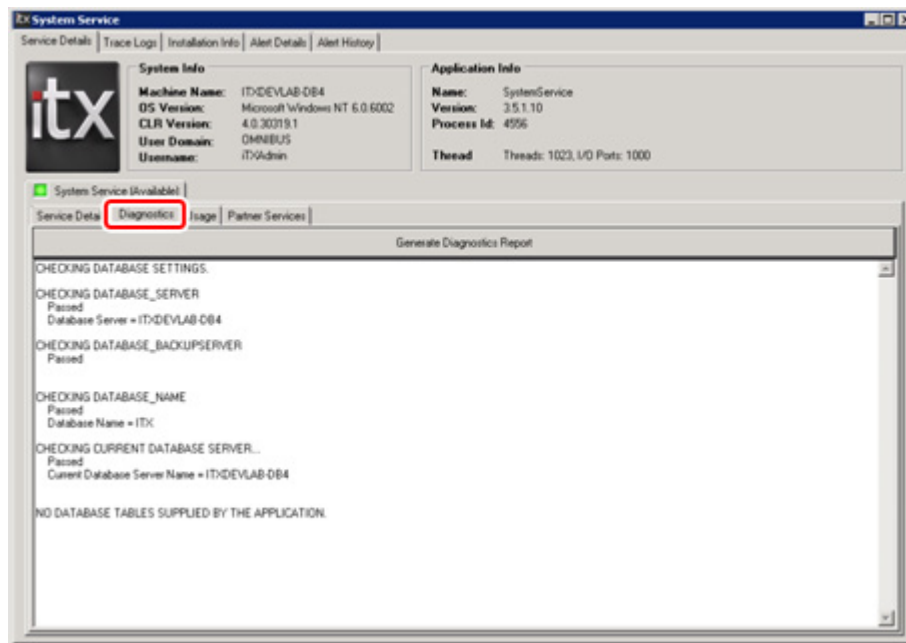 System Service
Service Details Trace Logs Installation Info Alert Details Alert History
itx
System Info
Machine Name: ITXDEVLAB-DB4
OS Version: Microsoft Windows NT 6.0.6002
CLR Version: 4.0.30319.1
User Domain: OMNIBUS
Username: iTXAdmin
Application Info
Name: SystemService
Version: 3.5.1.10
Process Id: 4556
Thread Threads: 1023, I/O Ports: 1000
System Service (Available)
Service Detai Diagnostics Usage Partner Services
Generate Diagnostics Report
CHECKING DATABASE SETTINGS.
CHECKING DATABASE_SERVER
Passed
Database Server = ITXDEVLAB-DB4
CHECKING DATABASE_BACKUPSERVER
Passed
CHECKING DATABASE_NAME
Passed
Database Name = ITX
CHECKING CURRENT DATABASE SERVER...
Passed
Current Database Server Name = ITXDEVLAB-DB4
NO DATABASE TABLES SUPPLIED BY THE APPLICATION.